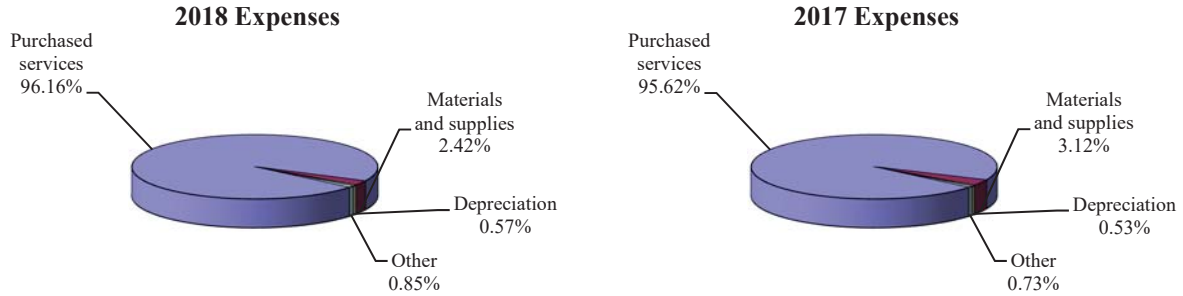 2018 Expenses
Purchased
services
96.16%
Materials
and supplies
2.42%
Depreciation
0.57%
Other
0.85%
2017 Expenses
Purchased
services
95.62%
Materials
and supplies
3.12%
Depreciation
0.53%
Other
0.73%